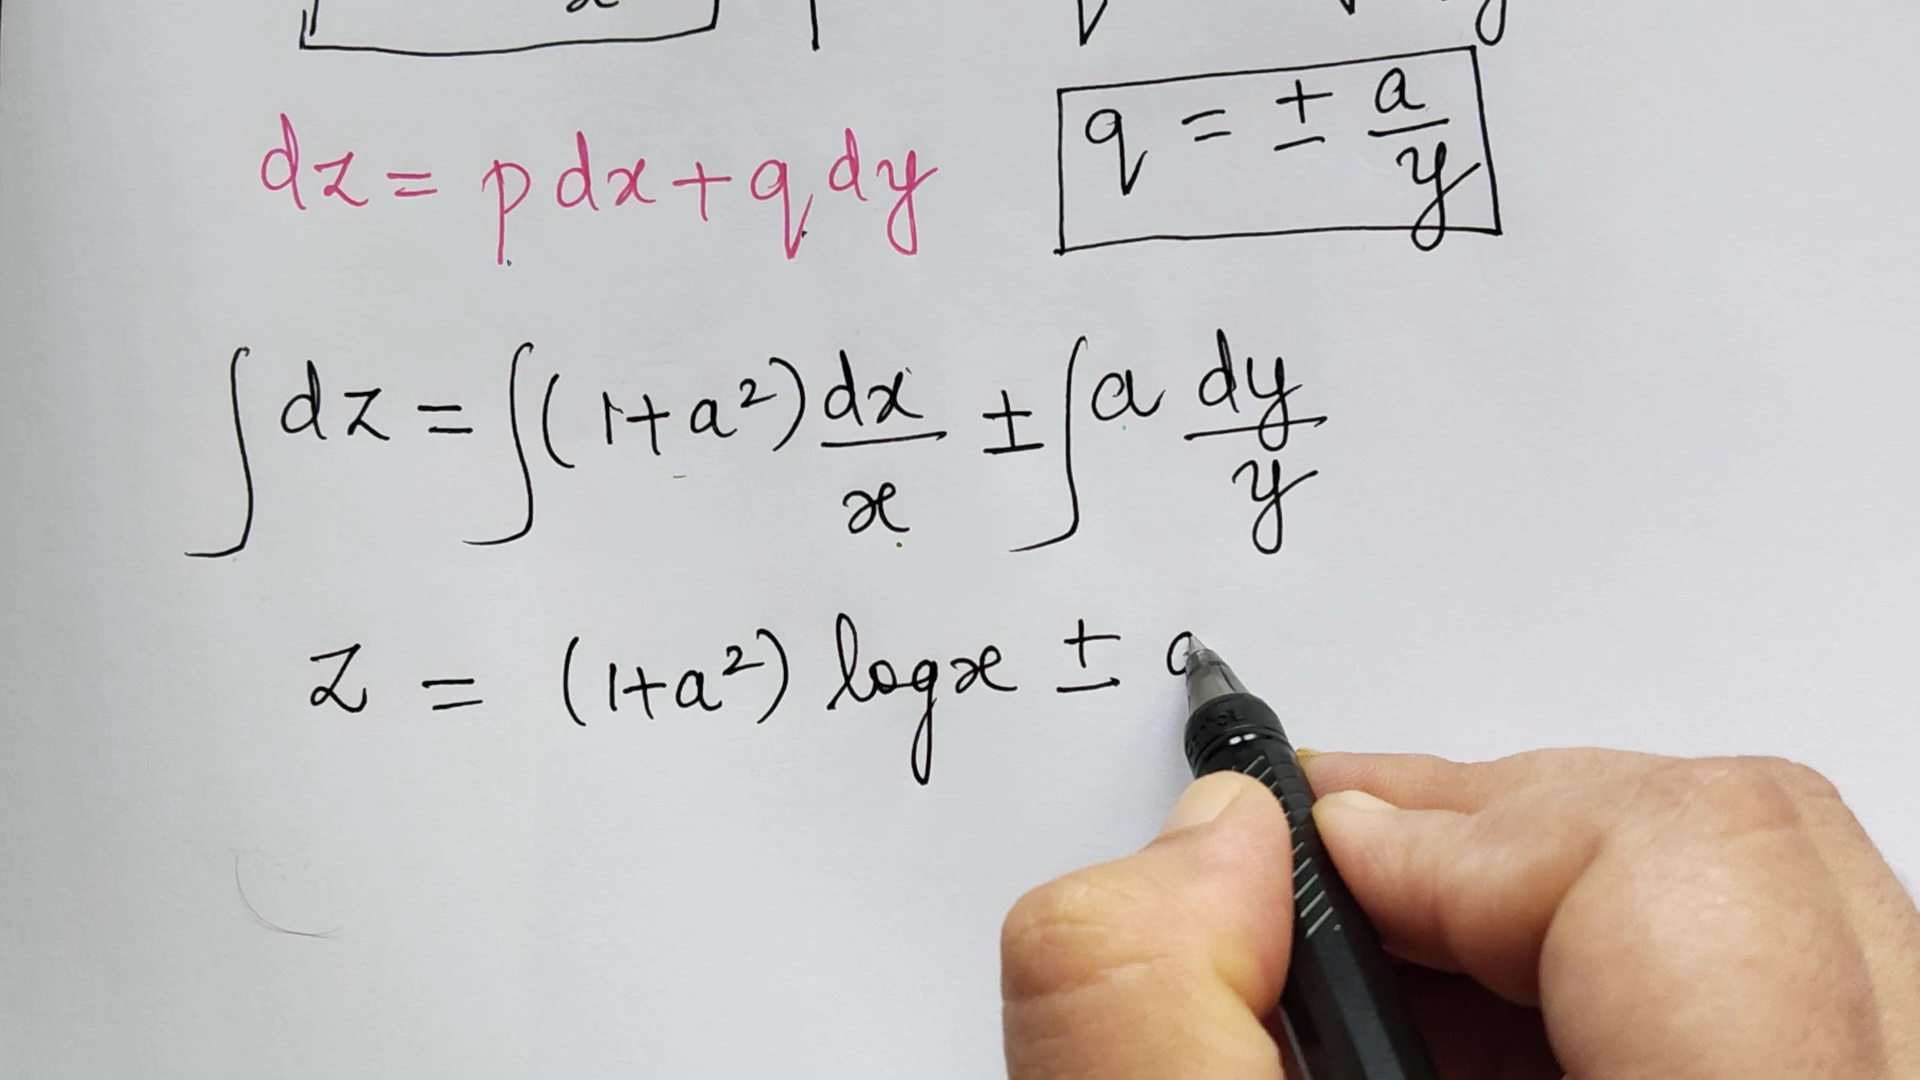 q = ± a/y
dz = p dx + q dy
∫ dz = ∫ (1+a²) dx/x ± ∫ a dy/y
z = (1+a²) log x ± a